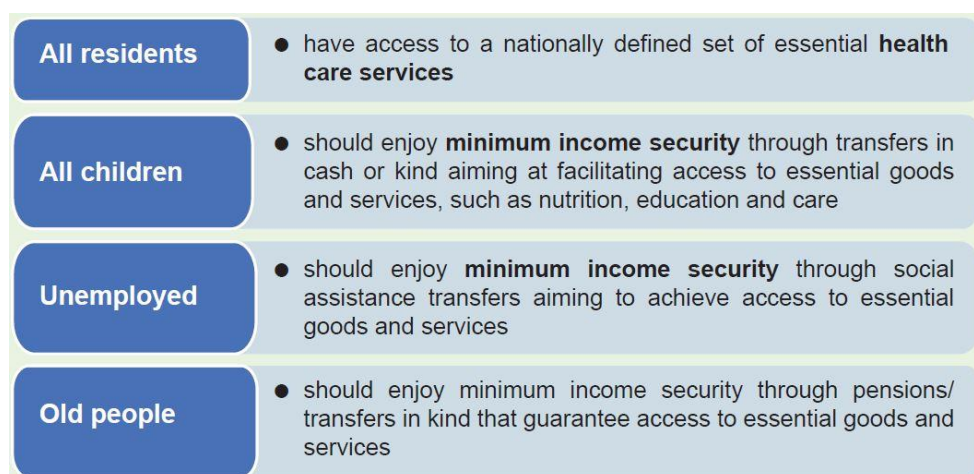 All residents
● have access to a nationally defined set of essential health
care services
All children
● should enjoy minimum income security through transfers in
cash or kind aiming at facilitating access to essential goods
and services, such as nutrition, education and care
Unemployed
● should enjoy minimum income security through social
assistance transfers aiming to achieve access to essential
goods and services
Old people
● should enjoy minimum income security through pensions/
transfers in kind that guarantee access to essential goods and
services